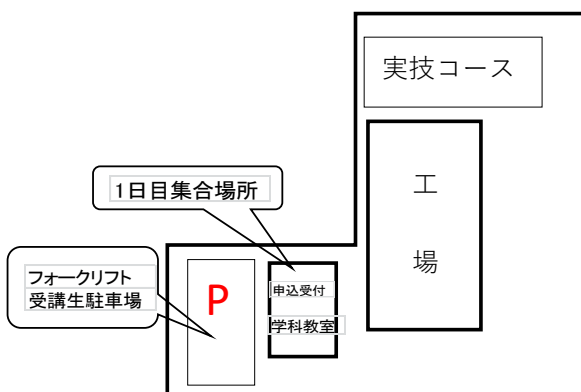 実技コース
工
場
1日目集合場所
フォークリフト
受講生駐車場
P
申込受付
学科教室